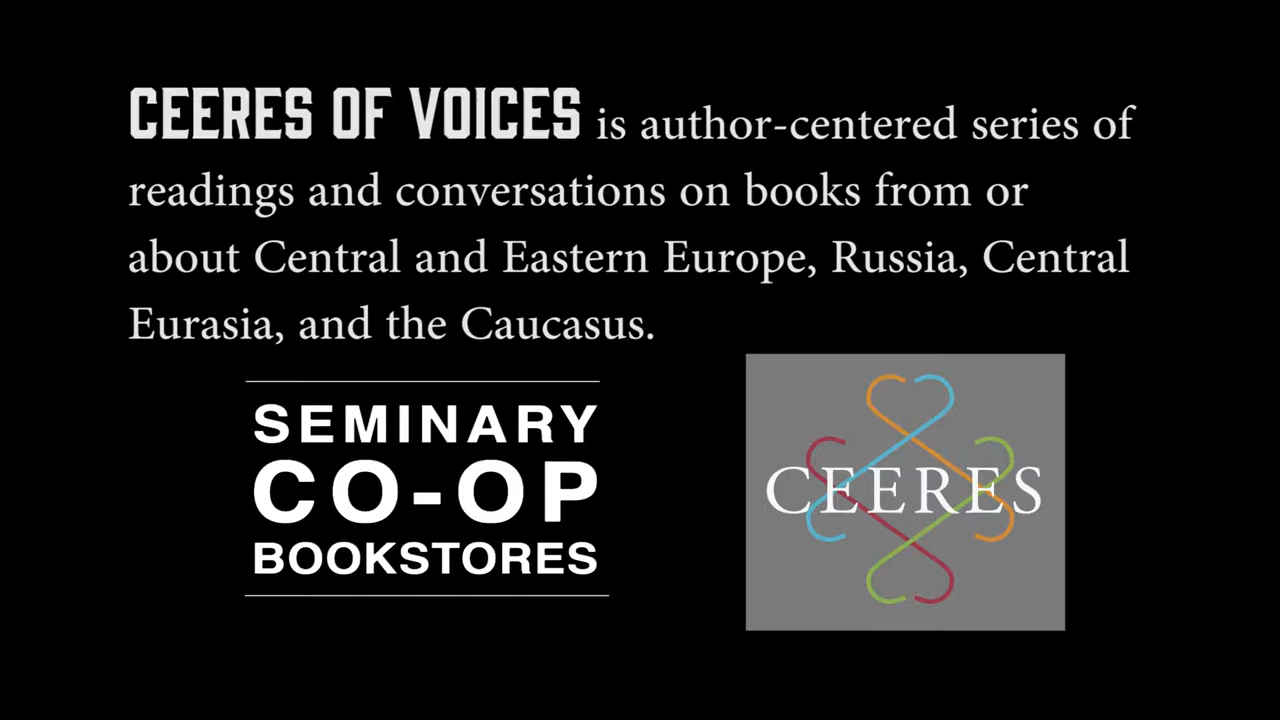 CEERES OF VOICES is author-centered series of
readings and conversations on books from or
about Central and Eastern Europe, Russia, Central
Eurasia, and the Caucasus.
SEMINARY
CO-OP
BOOKSTORES
CEERES